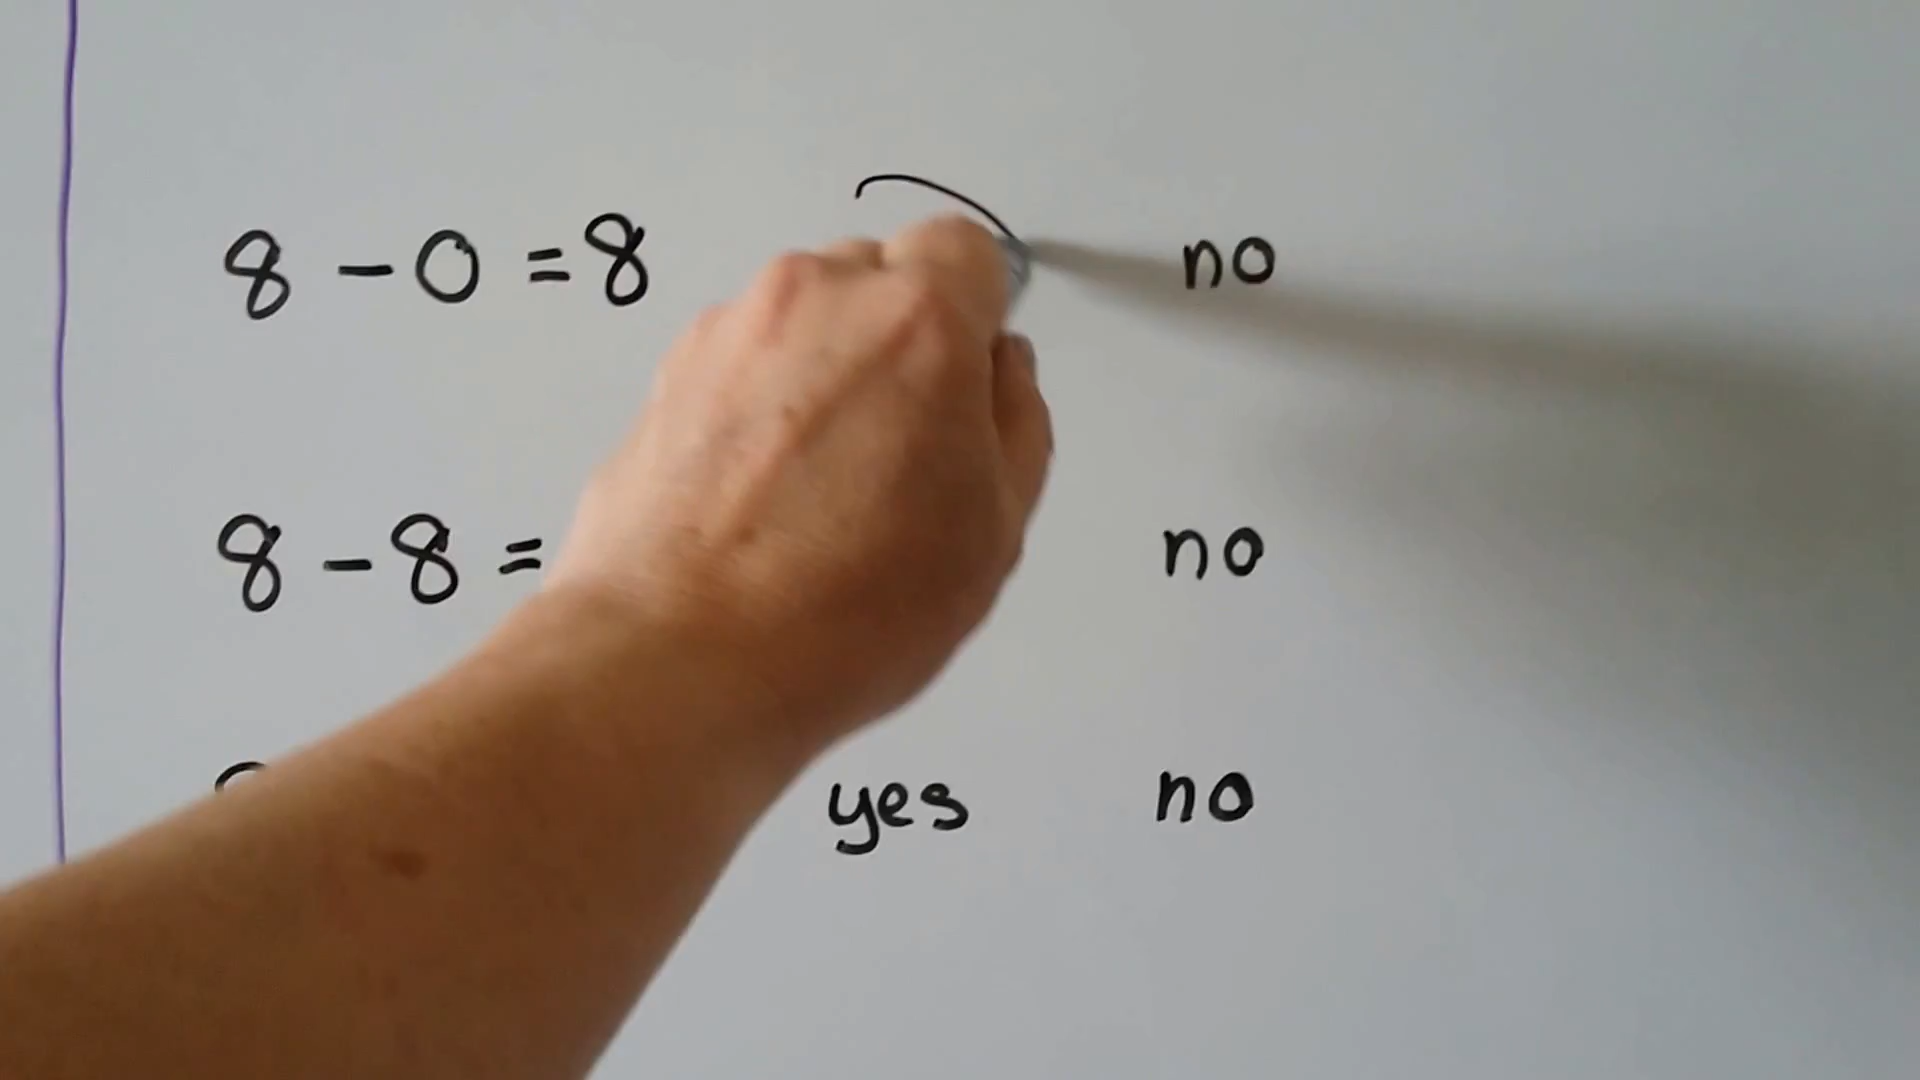 8 - 0 = 8 no
8 - 8 = no
yes no